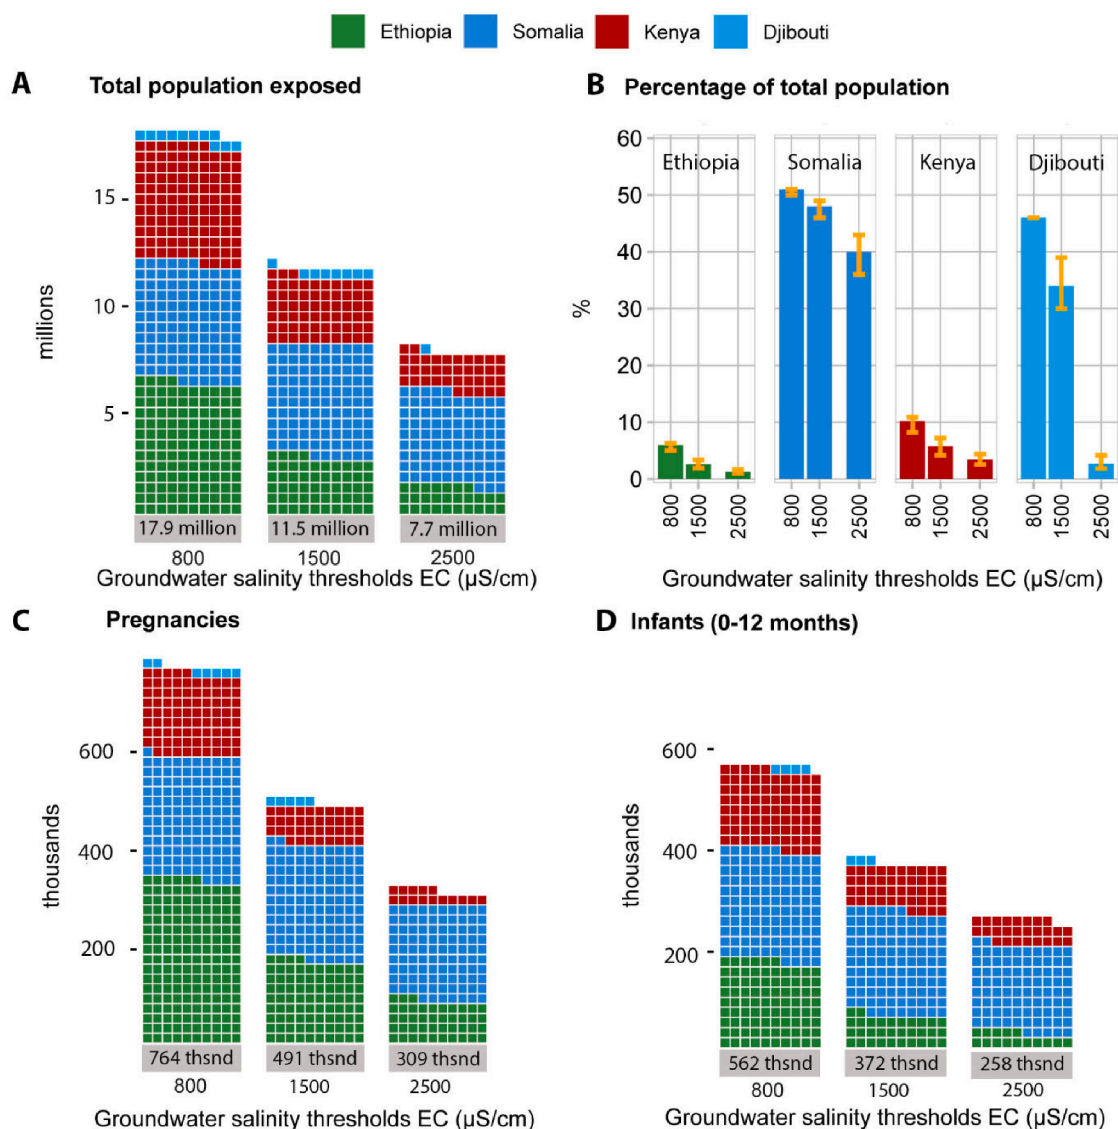 Ethiopia Somalia Kenya Djibouti
A Total population exposed
15
10
5
millions
17.9 million 11.5 million 7.7 million
800 1500 2500
Groundwater salinity thresholds EC (µS/cm)
B Percentage of total population
60
50
40
30
20
10
0
%
Ethiopia Somalia Kenya Djibouti
800 1500 2500 800 1500 2500 800 1500 2500 800 1500 2500
Groundwater salinity thresholds EC (µS/cm)
C Pregnancies
600
400
200
thousands
764 thsnd 491 thsnd 309 thsnd
800 1500 2500
Groundwater salinity thresholds EC (µS/cm)
D Infants (0-12 months)
600
400
200
thousands
562 thsnd 372 thsnd 258 thsnd
800 1500 2500
Groundwater salinity thresholds EC (µS/cm)